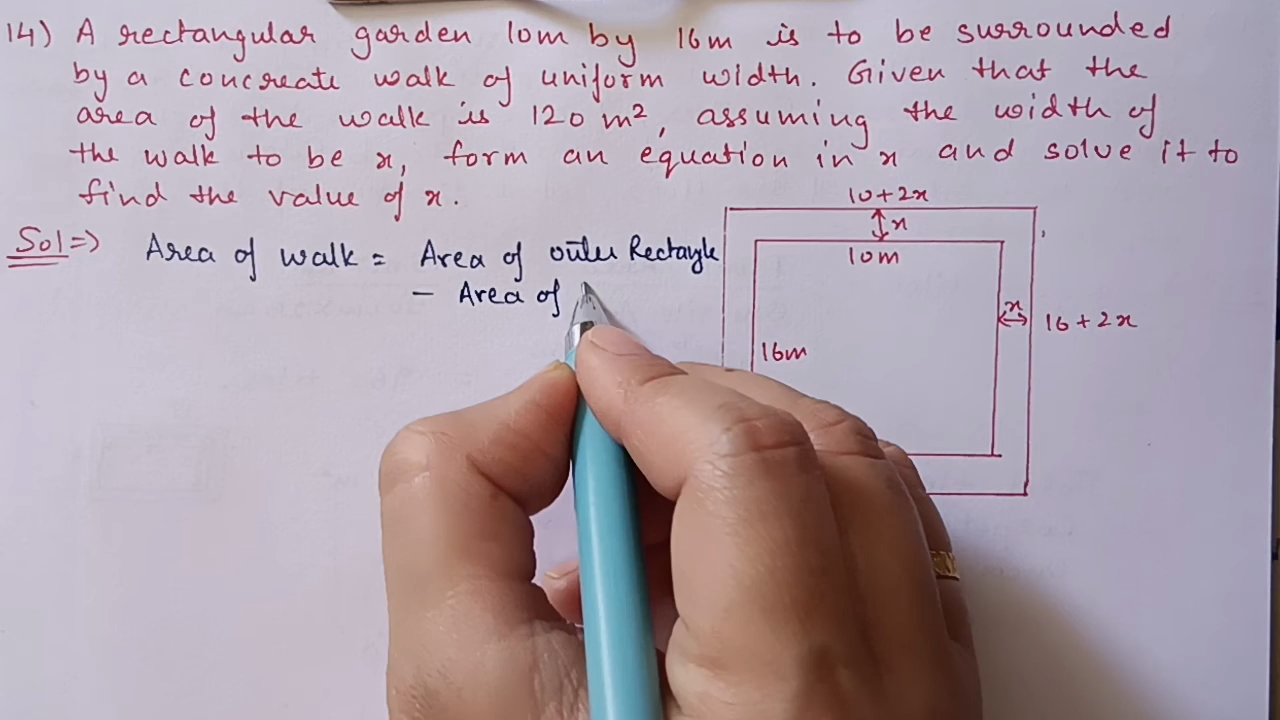 14) A rectangular garden 10m by 16m is to be surrounded
by a concreate walk of uniform width. Given that the
area of the walk is 120 m², assuming the width of
the walk to be x, form an equation in x and solve it to
find the value of x.
Sol=> Area of walk = Area of outer Rectangle
- Area of
10+2x
x
10m
x
16+2x
16m